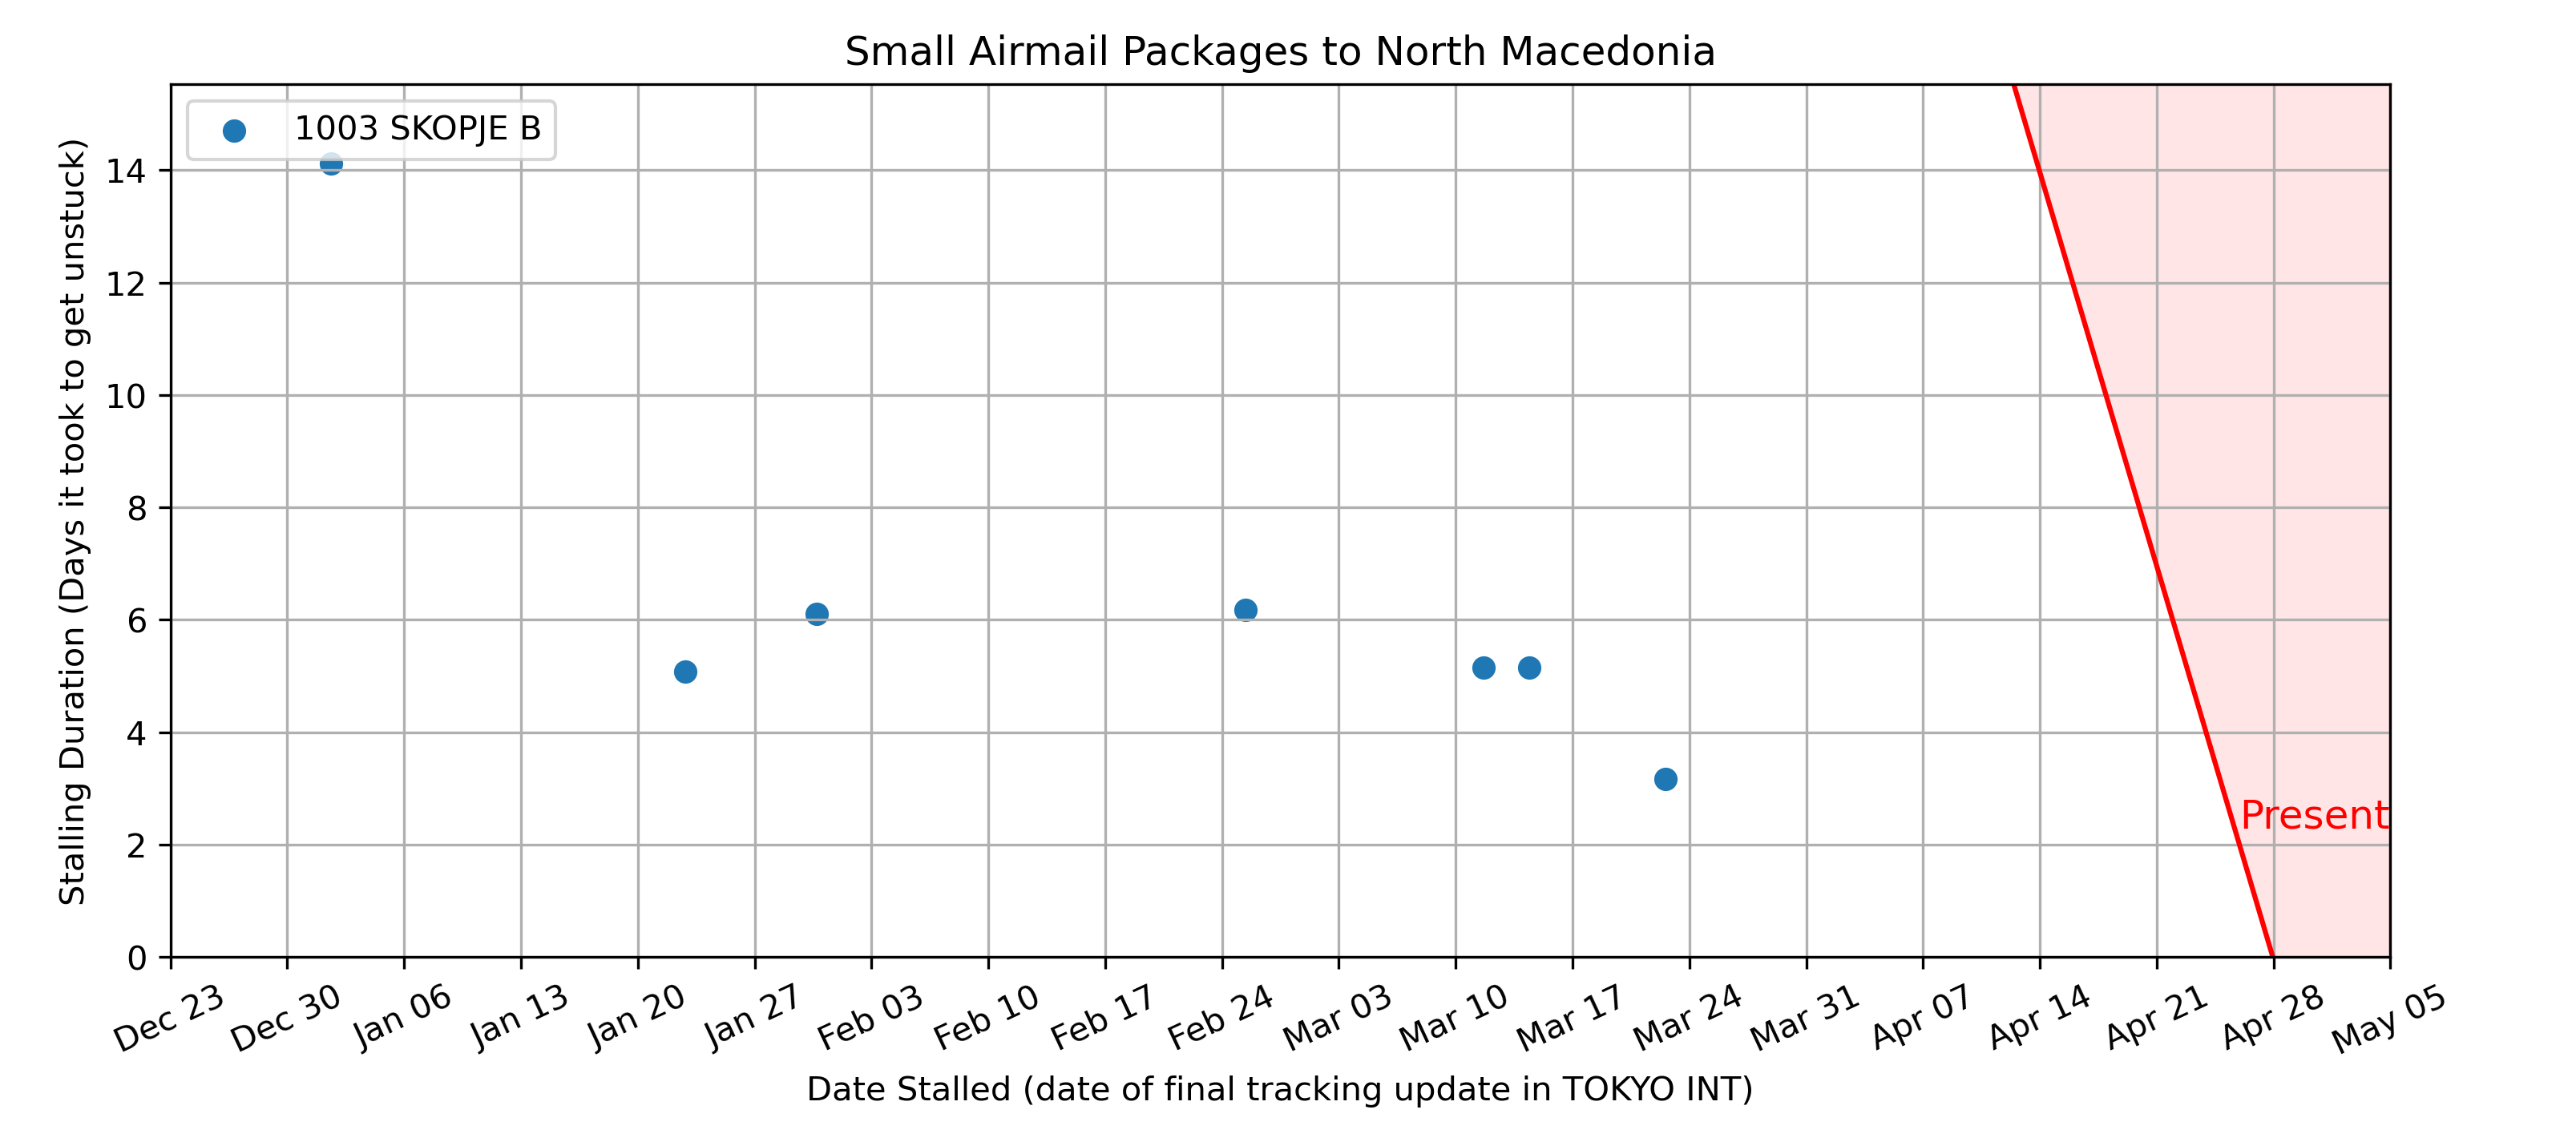 Small Airmail Packages to North Macedonia
1003 SKOPJE B
Stalling Duration (Days it took to get unstuck)
14
12
10
8
6
4
2
0
Present
Dec 23
Dec 30
Jan 06
Jan 13
Jan 20
Jan 27
Feb 03
Feb 10
Feb 17
Feb 24
Mar 03
Mar 10
Mar 17
Mar 24
Mar 31
Apr 07
Apr 14
Apr 21
Apr 28
May 05
Date Stalled (date of final tracking update in TOKYO INT)